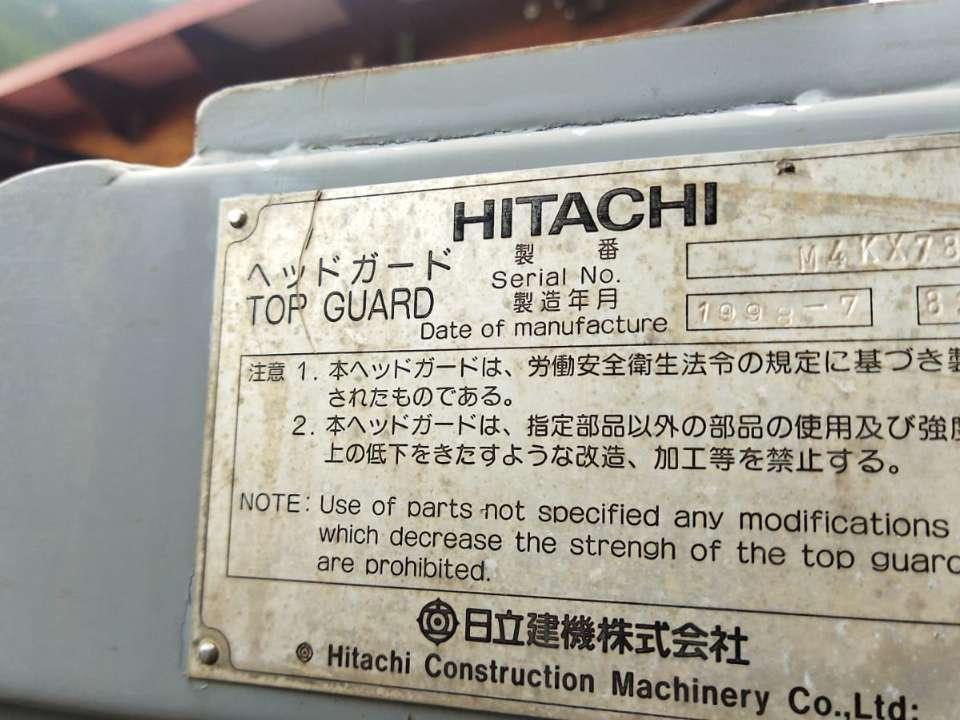 HITACHI
ヘッドガード
TOP GUARD
製 番
Serial No.
M4KX78
製造年月
Date of manufacture
1998-7
注意 1. 本ヘッドガードは、労働安全衛生法令の規定に基づき製
されたものである。
2. 本ヘッドガードは、指定部品以外の部品の使用及び強度
上の低下をきたすような改造、加工等を禁止する。
NOTE: Use of parts not specified any modifications
which decrease the strengh of the top guard
are prohibited.
日立建機株式会社
Hitachi Construction Machinery Co.,Ltd.